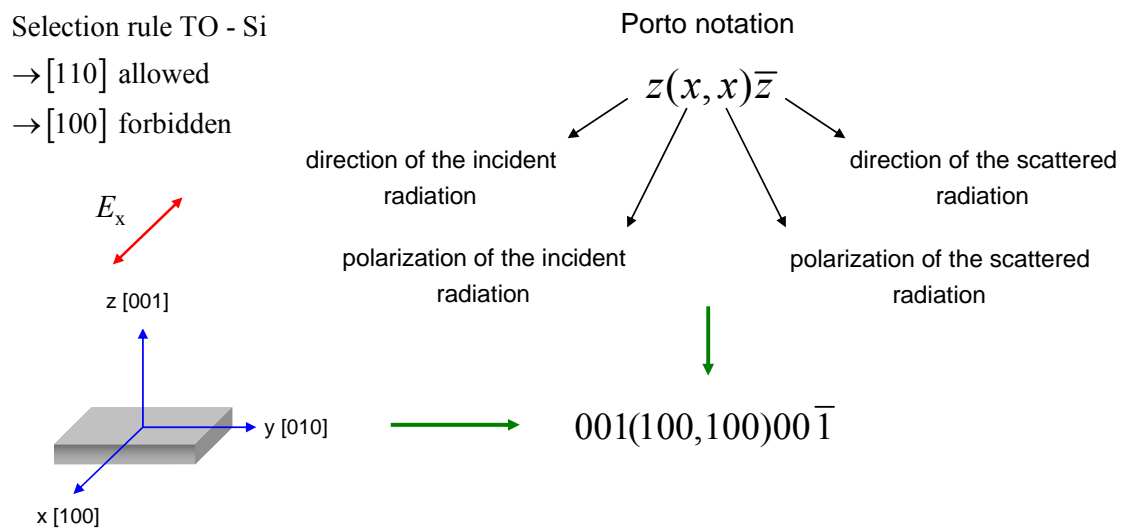 Selection rule TO - Si
→[110] allowed
→[100] forbidden
Porto notation
z(x, x)z̅
direction of the incident
radiation
direction of the scattered
radiation
polarization of the incident
radiation
polarization of the scattered
radiation
Eₓ
z [001]
y [010]
x [100]
001(100,100)001̅